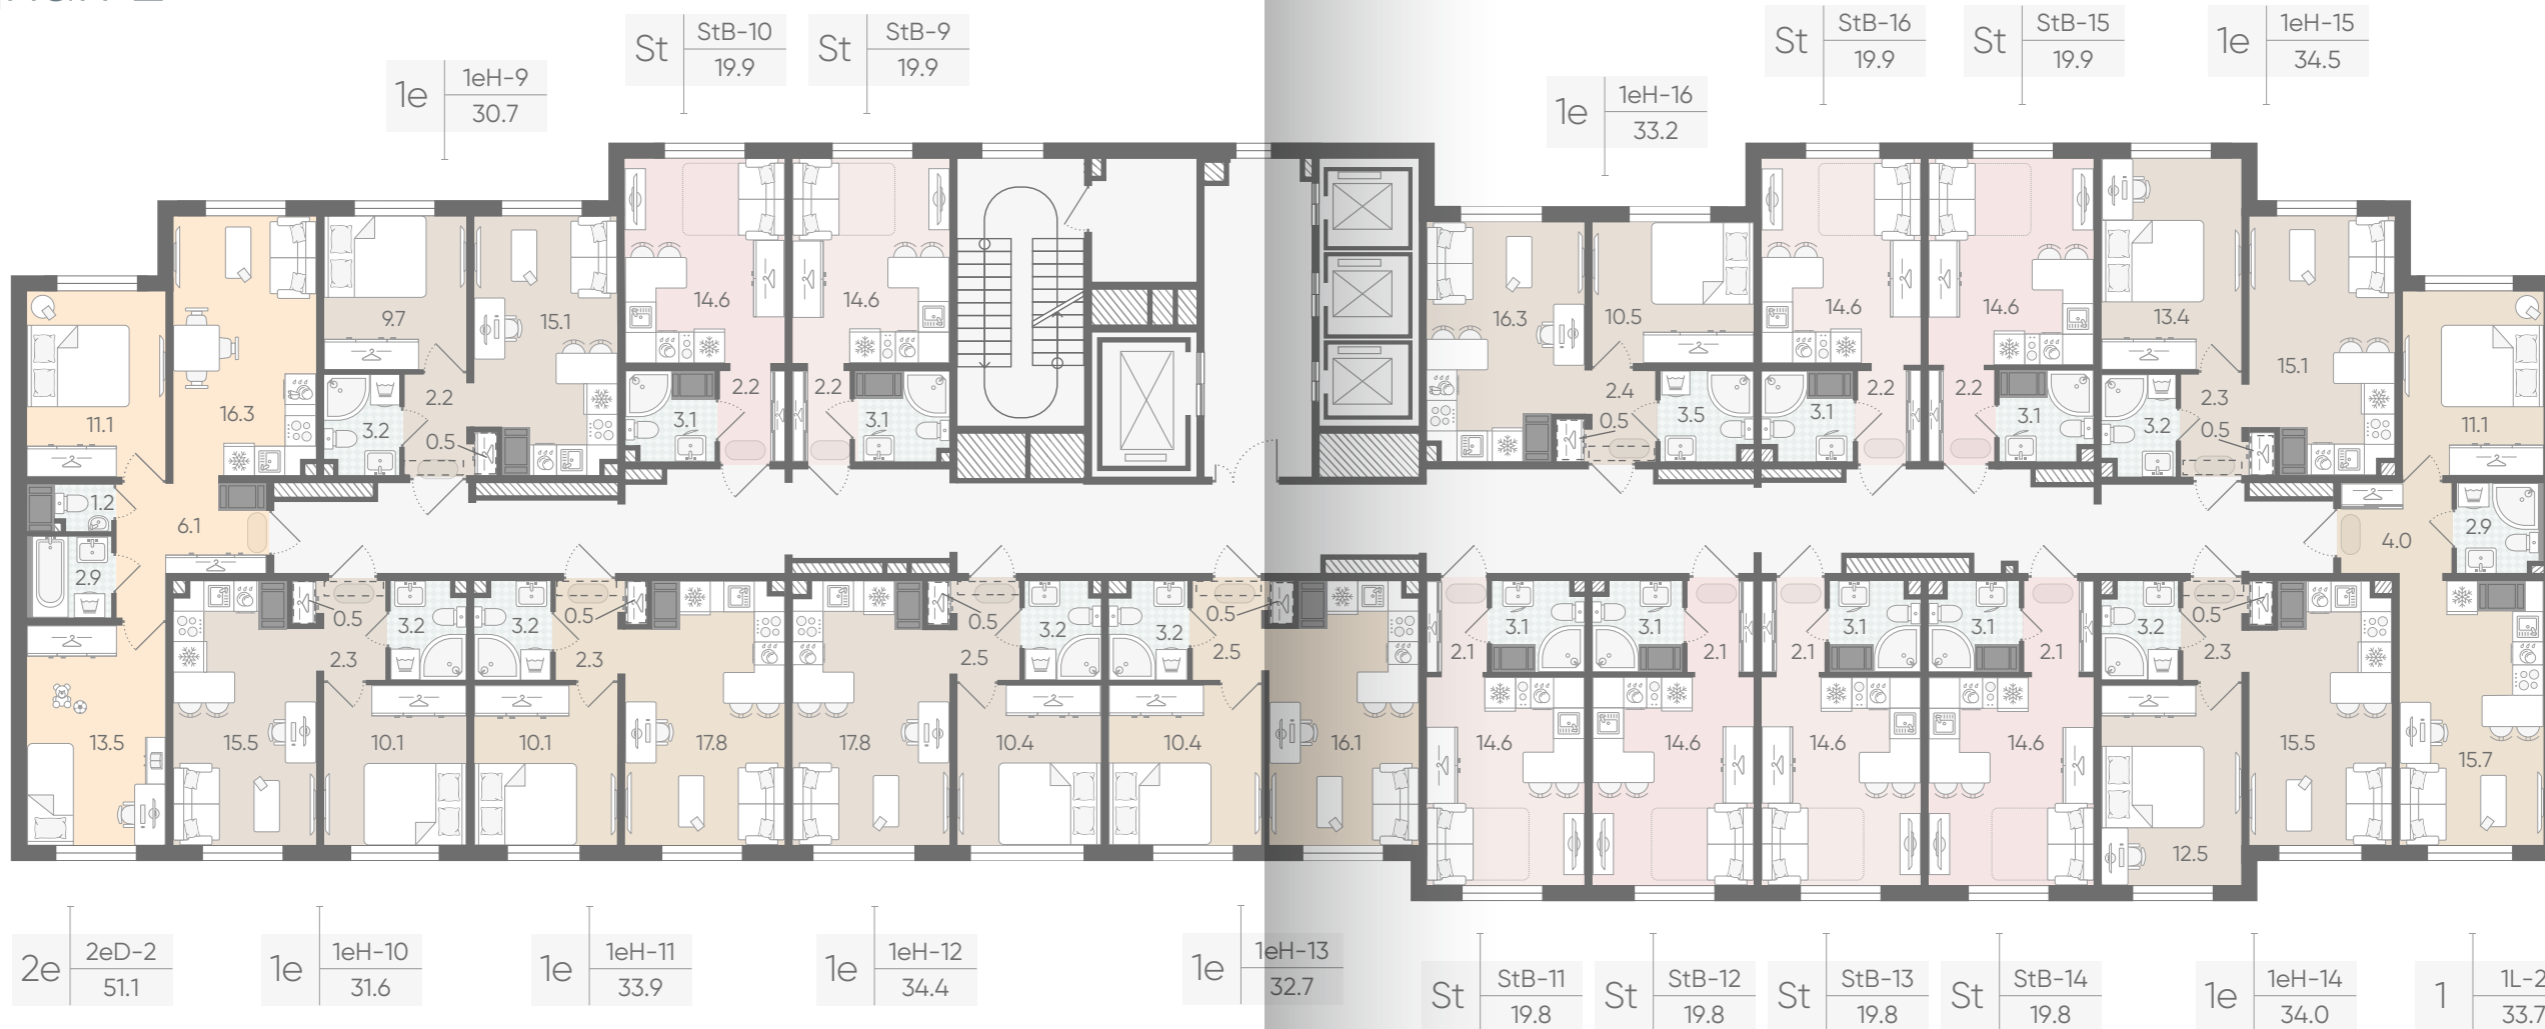 St StB-10 19.9
St StB-9 19.9
St StB-16 19.9
St StB-15 19.9
1e 1eH-15 34.5
1e 1eH-9 30.7
1e 1eH-16 33.2
14.6 14.6 14.6 14.6 13.4
9.7 15.1 16.3 10.5 15.1
11.1 16.3 2.2 2.2 2.2 2.4 2.2 2.2 2.3 11.1
3.2 0.5 3.1 3.1 0.5 3.5 3.1 3.1 3.2 0.5
1.2
6.1 4.0 2.9
2.9
0.5 3.2 3.2 0.5 0.5 3.2 3.2 0.5 3.1 3.1 3.1 3.1 3.2 0.5
2.3 2.3 2.5 2.5 2.1 2.1 2.1 2.1 2.3
13.5 15.5 10.1 10.1 17.8 17.8 10.4 10.4 16.1 14.6 14.6 14.6 14.6 15.5 15.7
12.5
2e 2eD-2 51.1
1e 1eH-10 31.6
1e 1eH-11 33.9
1e 1eH-12 34.4
1e 1eH-13 32.7
St StB-11 19.8
St StB-12 19.8
St StB-13 19.8
St StB-14 19.8
1e 1eH-14 34.0
1 1L-2 33.7